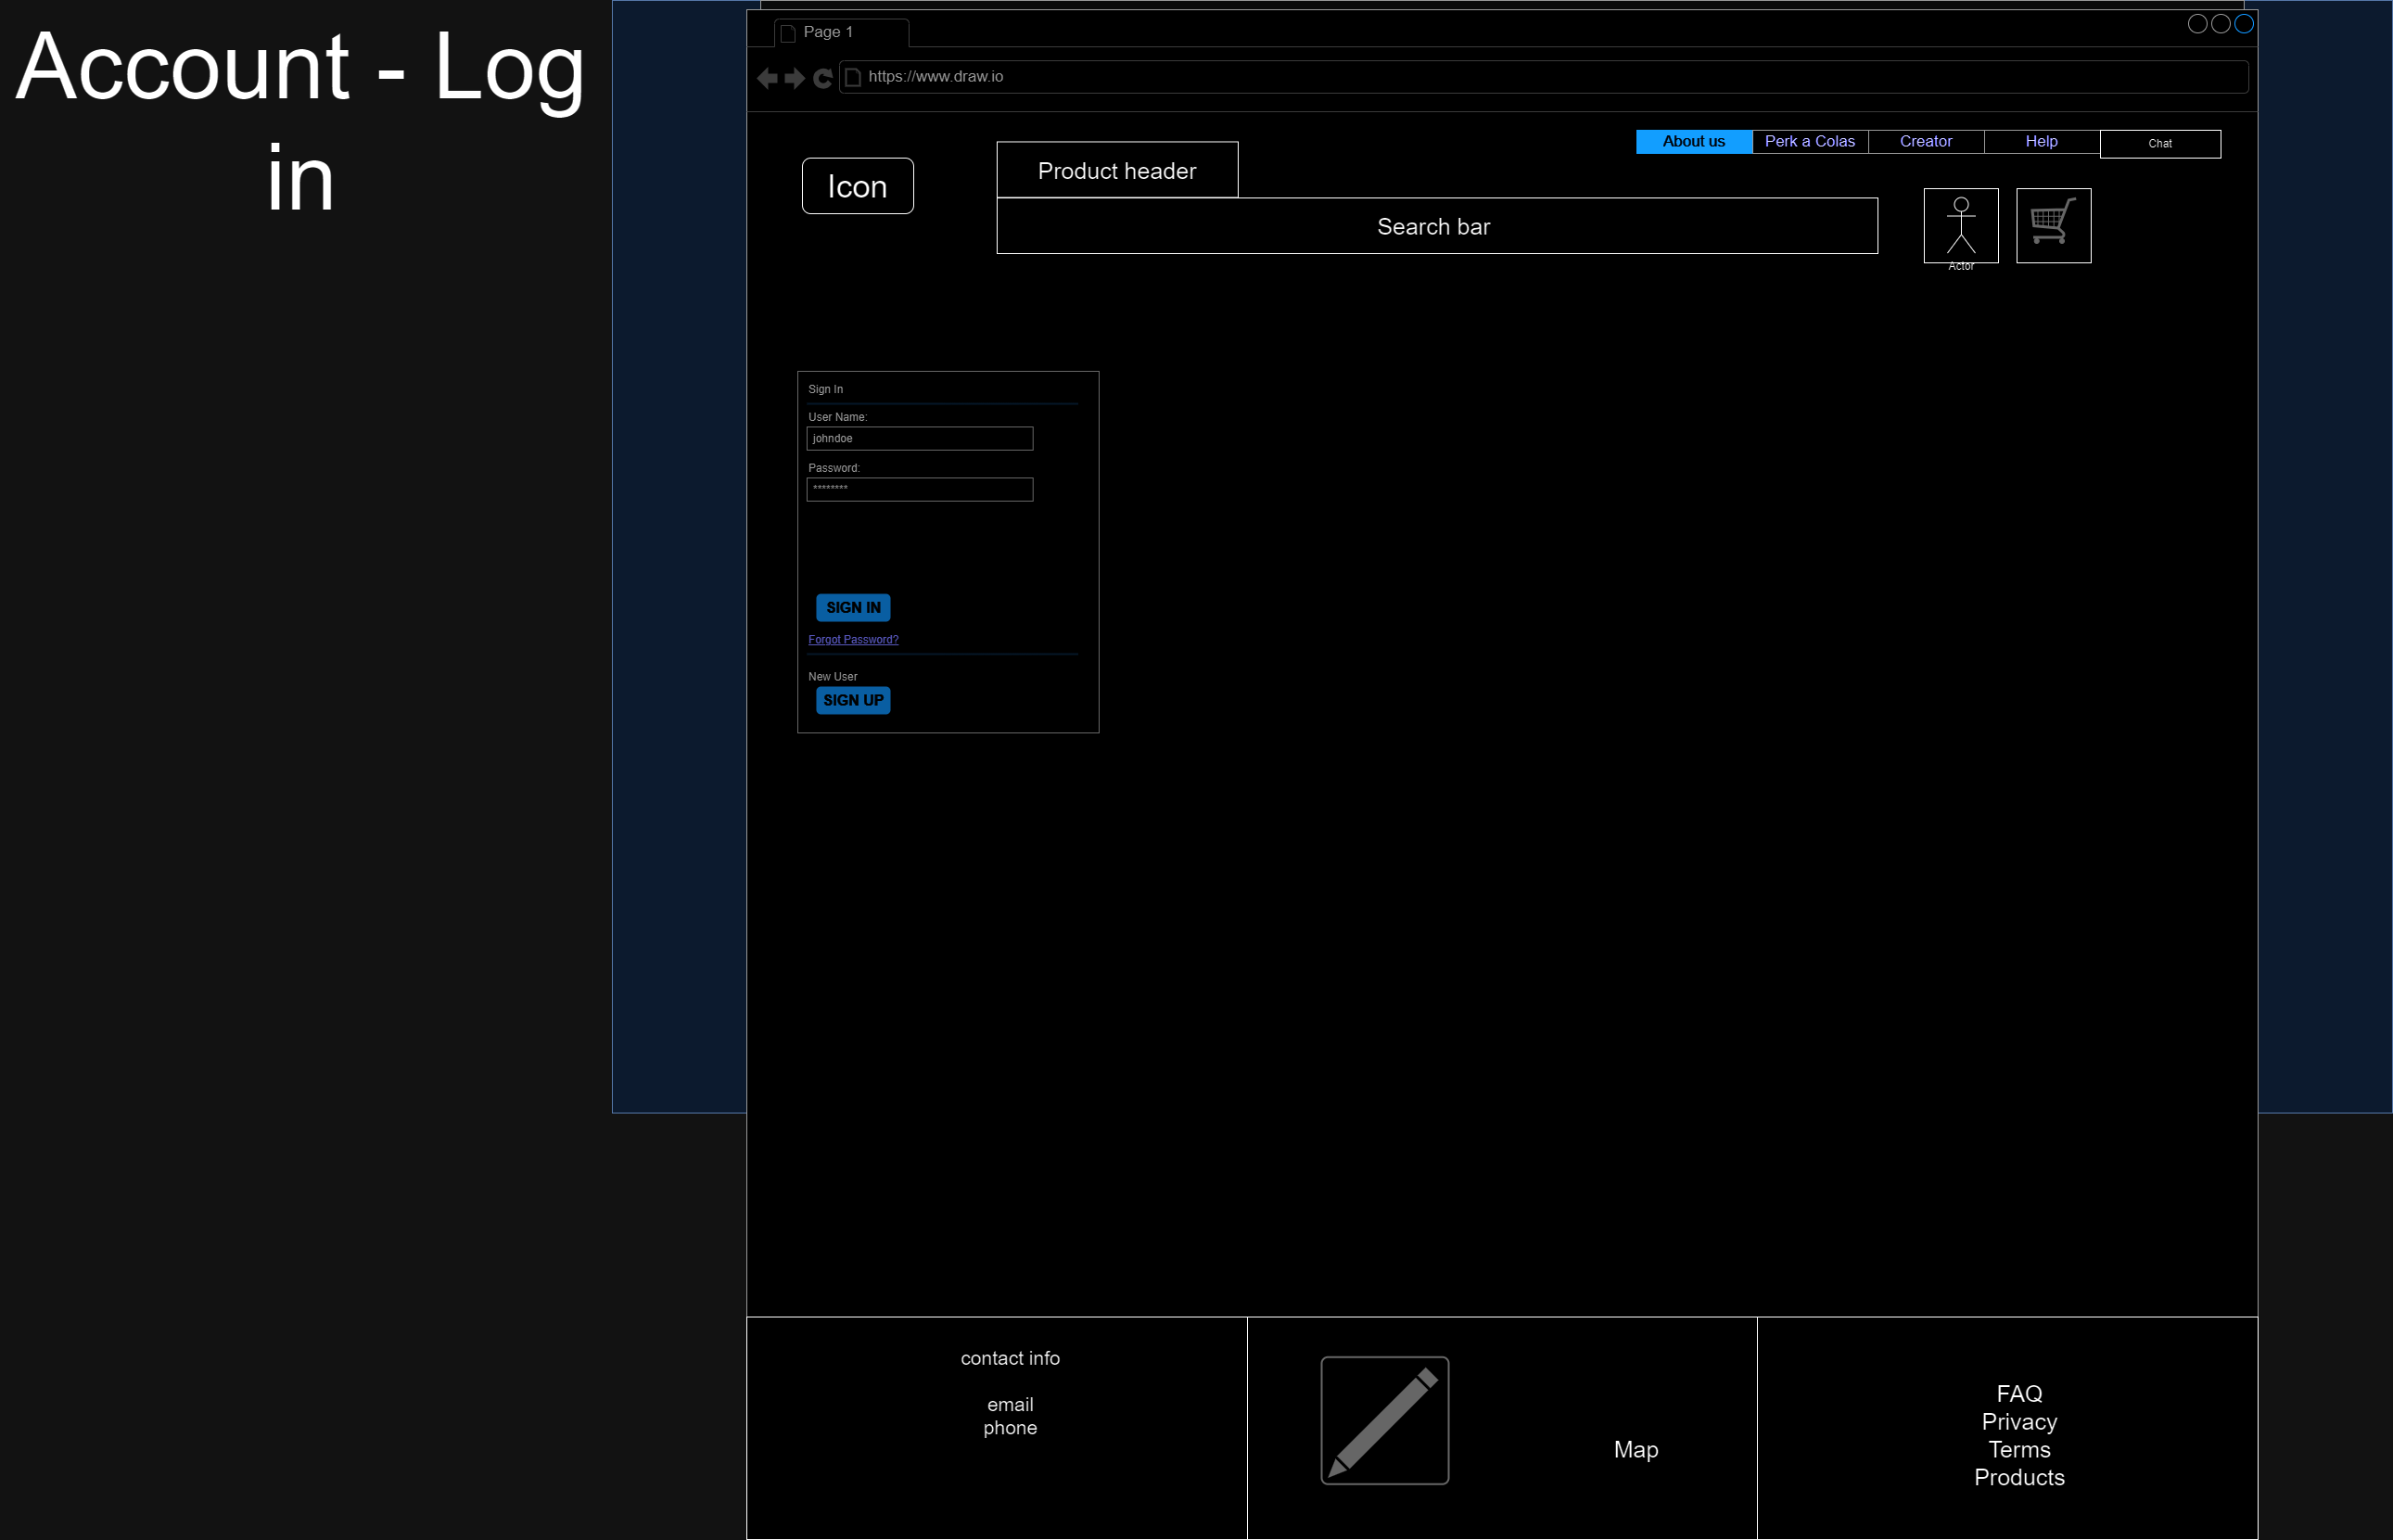 Account - Log
in
Page 1
https://www.draw.io
About us
Perk a Colas
Creator
Help
Chat
Icon
Product header
Search bar
Actor
Sign In
User Name:
johndoe
Password:
********
SIGN IN
Forgot Password?
New User
SIGN UP
contact info
email
phone
Map
FAQ
Privacy
Terms
Products